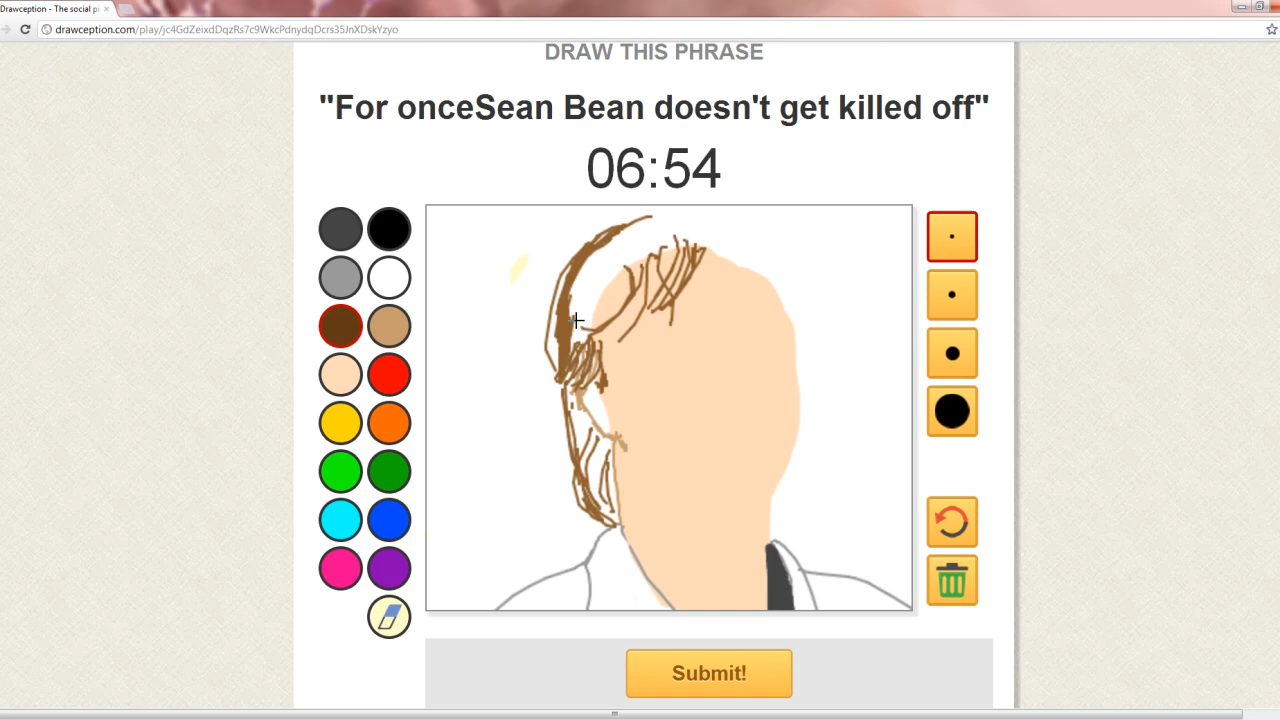 Drawception - The social p
drawception.com/play/jc4GdZeixdDqzRs7c9WkcPdnydqDcrs35JnXDskYzyo
DRAW THIS PHRASE
"For onceSean Bean doesn't get killed off"
06:54
Submit!